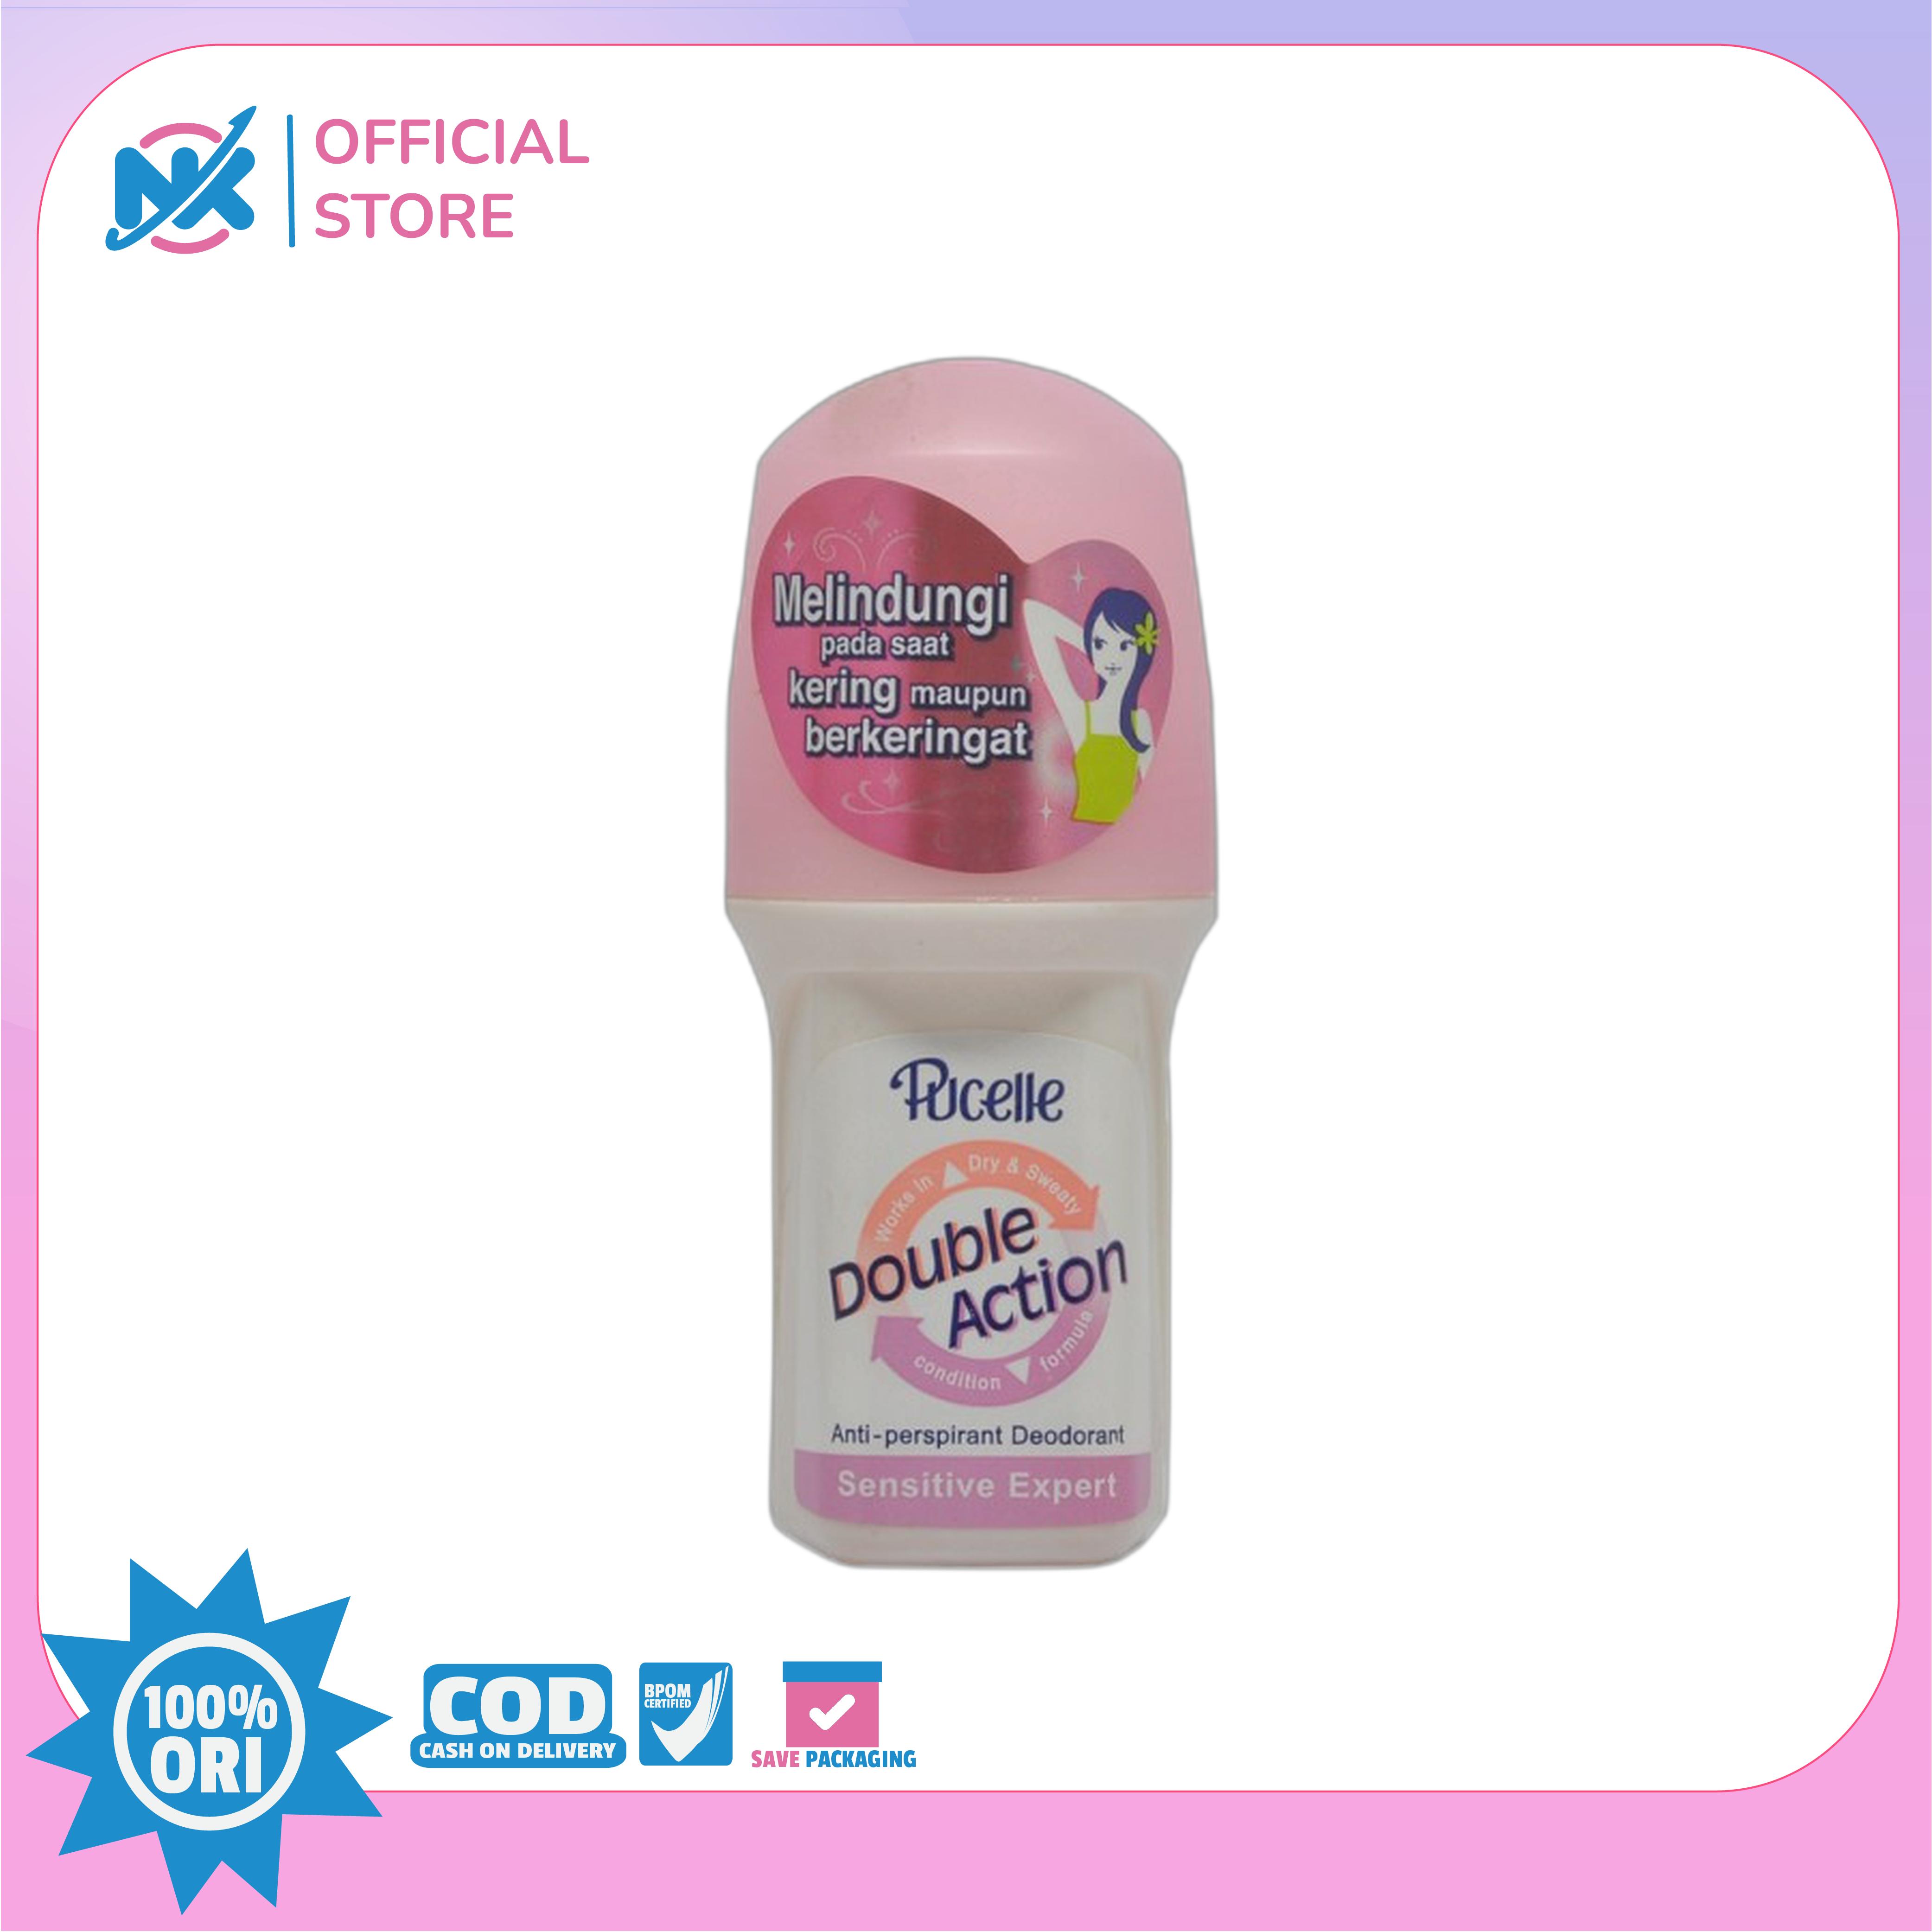 NK
OFFICIAL
STORE
Melindungi
pada saat
kering maupun
berkeringat
Pucelle
Works In Dry & Sweaty
Double
Action
condition formula
Anti-perspirant Deodorant
Sensitive Expert
100%
ORI
COD
CASH ON DELIVERY
BPOM
CERTIFIED
SAVE PACKAGING